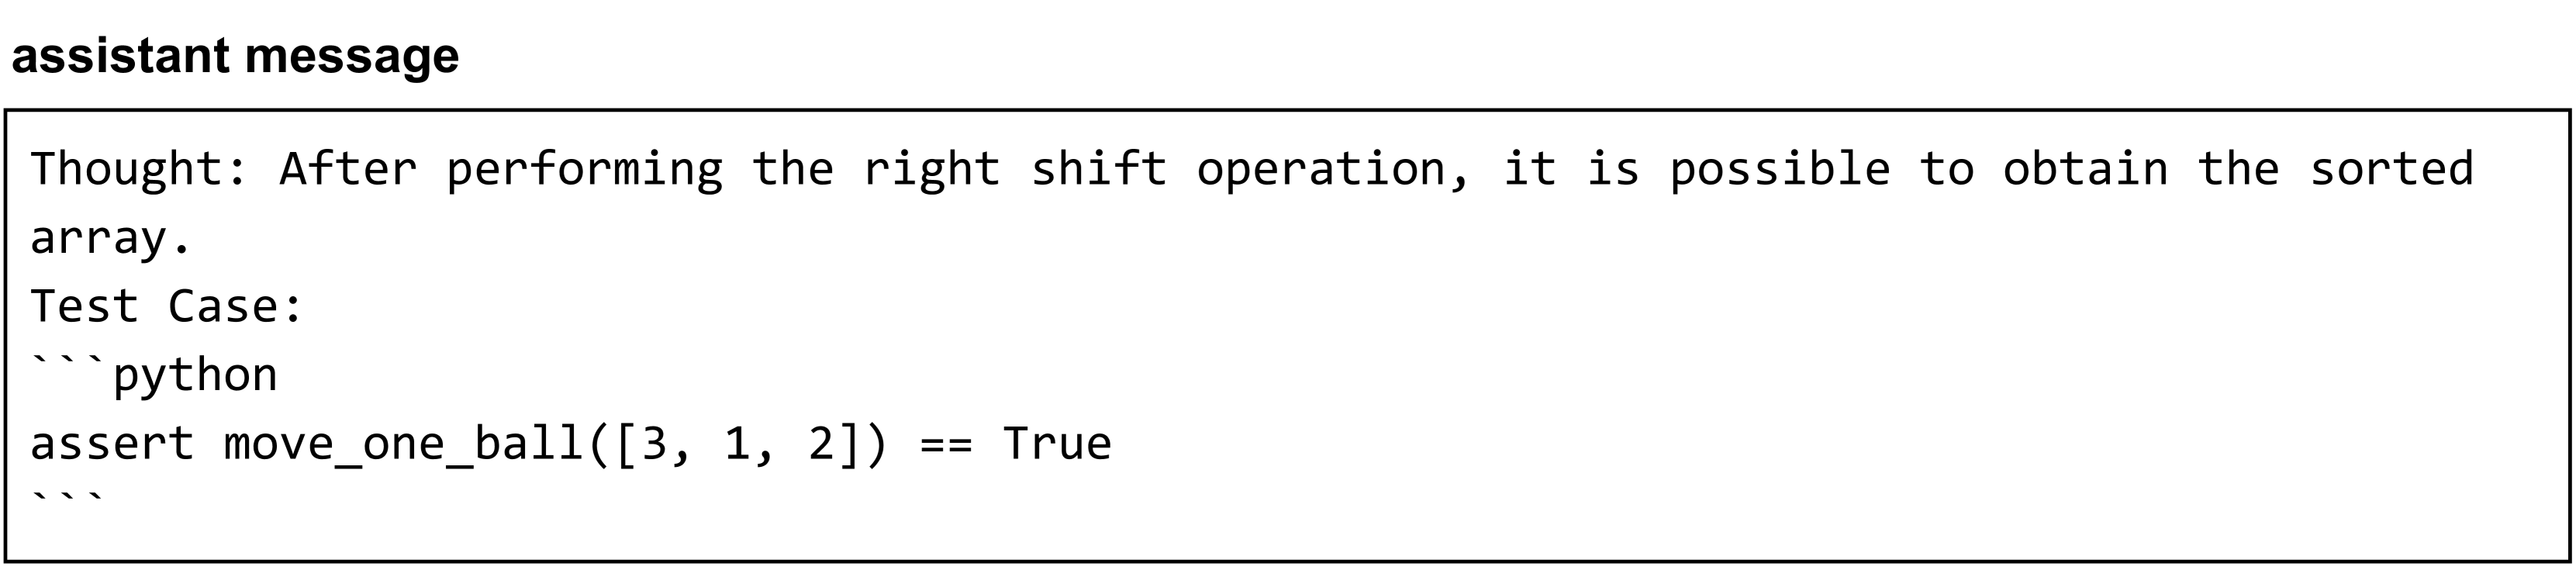 assistant message
Thought: After performing the right shift operation, it is possible to obtain the sorted
array.
Test Case:
```python
assert move_one_ball([3, 1, 2]) == True
```